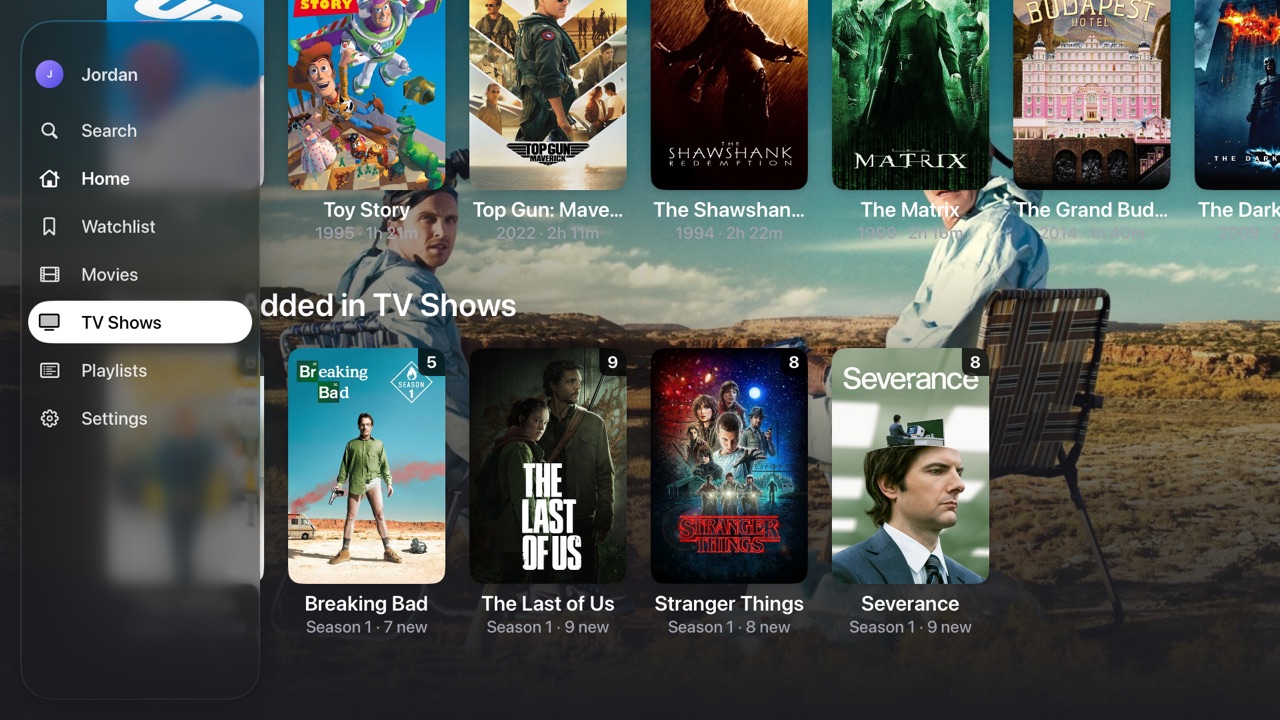 UP
J
Jordan
Search
Home
Watchlist
Movies
TV Shows
Playlists
Settings
STORY
TOP GUN
MAVERICK
THE
SHAWSHANK
REDEMPTION
MATRIX
BUDAPEST
HOTEL
THE DARK
Toy Story
1995 · 1h 21m
Top Gun: Mave...
2022 · 2h 11m
The Shawshan...
1994 · 2h 22m
The Matrix
The Grand Bud...
The Dark
dded in TV Shows
Breaking
Bad
SEASON
1
5
THE
LAST
OF US
9
STRANGER
THINGS
8
Severance
8
Breaking Bad
Season 1 · 7 new
The Last of Us
Season 1 · 9 new
Stranger Things
Season 1 · 8 new
Severance
Season 1 · 9 new